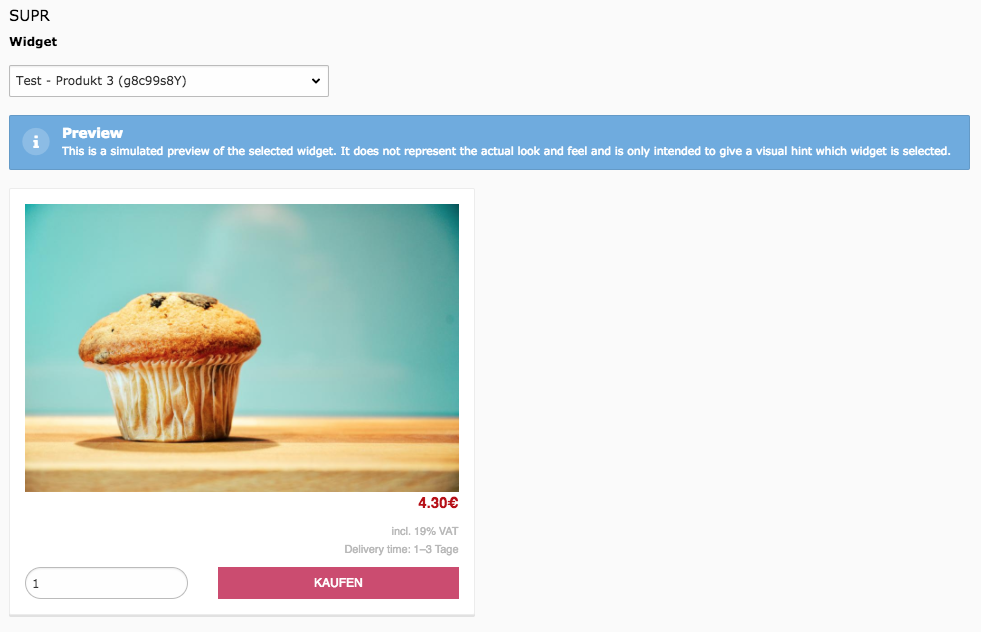 SUPR
Widget
Test - Produkt 3 (g8c99s8Y)
Preview
This is a simulated preview of the selected widget. It does not represent the actual look and feel and is only intended to give a visual hint which widget is selected.
4.30€
incl. 19% VAT
Delivery time: 1–3 Tage
1
KAUFEN